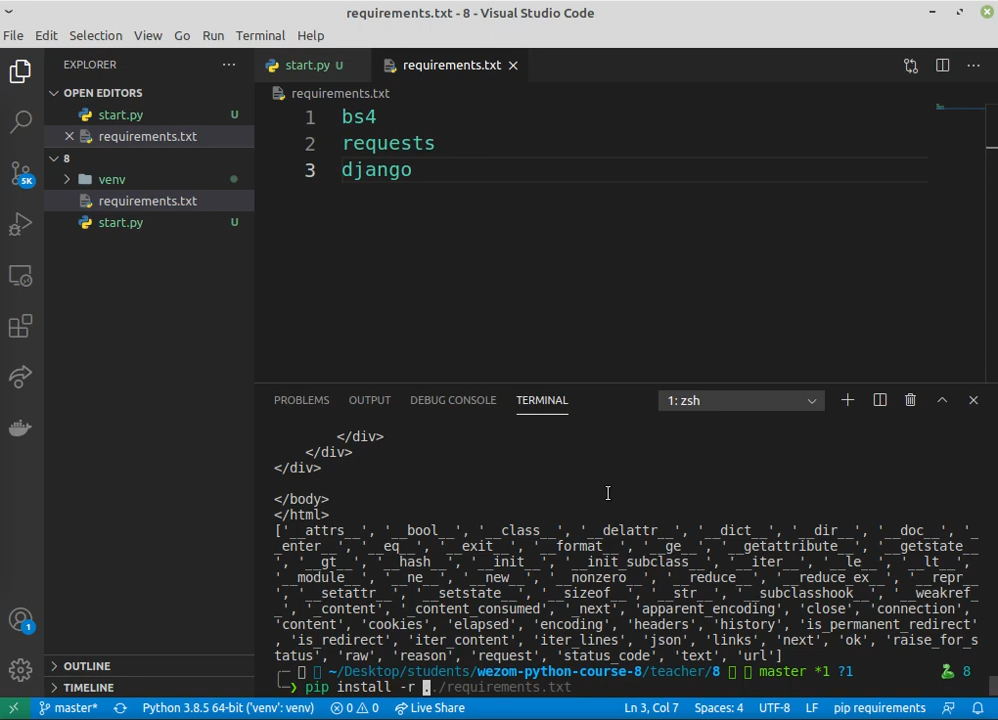 requirements.txt - 8 - Visual Studio Code
File Edit Selection View Go Run Terminal Help
EXPLORER
OPEN EDITORS
start.py U
requirements.txt
8
venv
requirements.txt
start.py U
OUTLINE
TIMELINE
5K
1
start.py U requirements.txt
requirements.txt
1 bs4
2 requests
3 django
PROBLEMS OUTPUT DEBUG CONSOLE TERMINAL 1: zsh
</div>
</div>
</div>
</body>
</html>
['__attrs__', '__bool__', '__class__', '__delattr__', '__dict__', '__dir__', '__doc__', '_
_enter__', '__eq__', '__exit__', '__format__', '__ge__', '__getattribute__', '__getstate__
', '__gt__', '__hash__', '__init__', '__init_subclass__', '__iter__', '__le__', '__lt__',
'__module__', '__ne__', '__new__', '__nonzero__', '__reduce__', '__reduce_ex__', '__repr__
', '__setattr__', '__setstate__', '__sizeof__', '__str__', '__subclasshook__', '__weakref_
_', '_content', '_content_consumed', '_next', 'apparent_encoding', 'close', 'connection',
'content', 'cookies', 'elapsed', 'encoding', 'headers', 'history', 'is_permanent_redirect'
, 'is_redirect', 'iter_content', 'iter_lines', 'json', 'links', 'next', 'ok', 'raise_for_s
tatus', 'raw', 'reason', 'request', 'status_code', 'text', 'url']
~/Desktop/students/wezom-python-course-8/teacher/8 master *1 ?1 8
pip install -r ./requirements.txt
master* Python 3.8.5 64-bit ('venv': venv) 0 0 Live Share Ln 3, Col 7 Spaces: 4 UTF-8 LF pip requirements